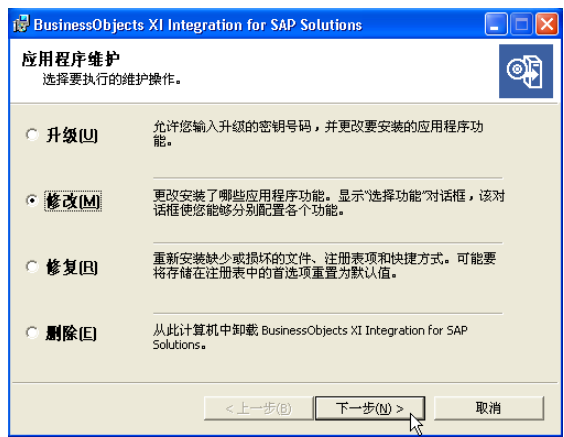 BusinessObjects XI Integration for SAP Solutions
应用程序维护
选择要执行的维护操作。
升级(U)
允许您输入升级的密钥号码，并更改要安装的应用程序功
能。
修改(M)
更改安装了哪些应用程序功能。显示“选择功能”对话框，该对
话框使您能够分别配置各个功能。
修复(R)
重新安装缺少或损坏的文件、注册表项和快捷方式。可能要
将存储在注册表中的首选项重置为默认值。
删除(E)
从此计算机中卸载 BusinessObjects XI Integration for SAP
Solutions。
< 上一步(B)
下一步(N) >
取消